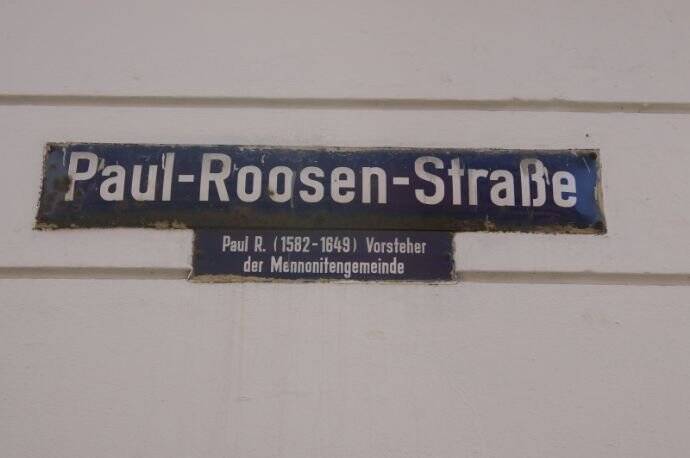 Paul-Roosen-Straße
Paul R. (1582-1649) Vorsteher
der Mennonitengemeinde